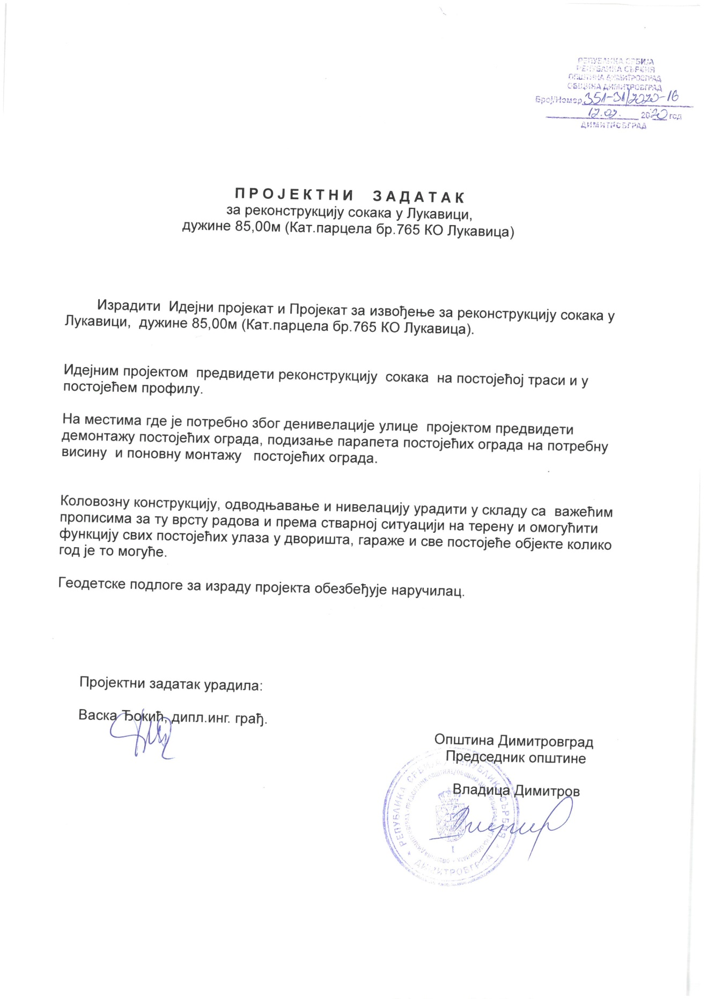 РЕПУБЛИКА СРБИЈА
РЕПУБЛИКА СЪРБИЯ
ОПШТИНА ДИМИТРОВГРАД
ОБЩИНА ДИМИТРОВГРАД
Број/Номер 351-31/2020-16
12.02. 2020 год
ДИМИТРОВГРАД
ПРОЈЕКТНИ ЗАДАТАК
за реконструкцију сокака у Лукавици,
дужине 85,00м (Кат.парцела бр.765 КО Лукавица)
Израдити Идејни пројекат и Пројекат за извођење за реконструкцију сокака у
Лукавици, дужине 85,00м (Кат.парцела бр.765 КО Лукавица).
Идејним пројектом предвидети реконструкцију сокака на постојећој траси и у
постојећем профилу.
На местима где је потребно због денивелације улице пројектом предвидети
демонтажу постојећих ограда, подизање парапета постојећих ограда на потребну
висину и поновну монтажу постојећих ограда.
Коловозну конструкцију, одводњавање и нивелацију урадити у складу са важећим
прописима за ту врсту радова и према стварној ситуацији на терену и омогућити
функцију свих постојећих улаза у дворишта, гараже и све постојеће објекте колико
год је то могуће.
Геодетске подлоге за израду пројекта обезбеђује наручилац.
Пројектни задатак урадила:
Васка Ђокић, дипл.инг. грађ.
Општина Димитровград
Председник општине
Владица Димитров
РЕПУБЛИКА СРБИЈА / РЕПУБЛИКА СЪРБИЯ
ДИМИТРОВГРАД
I